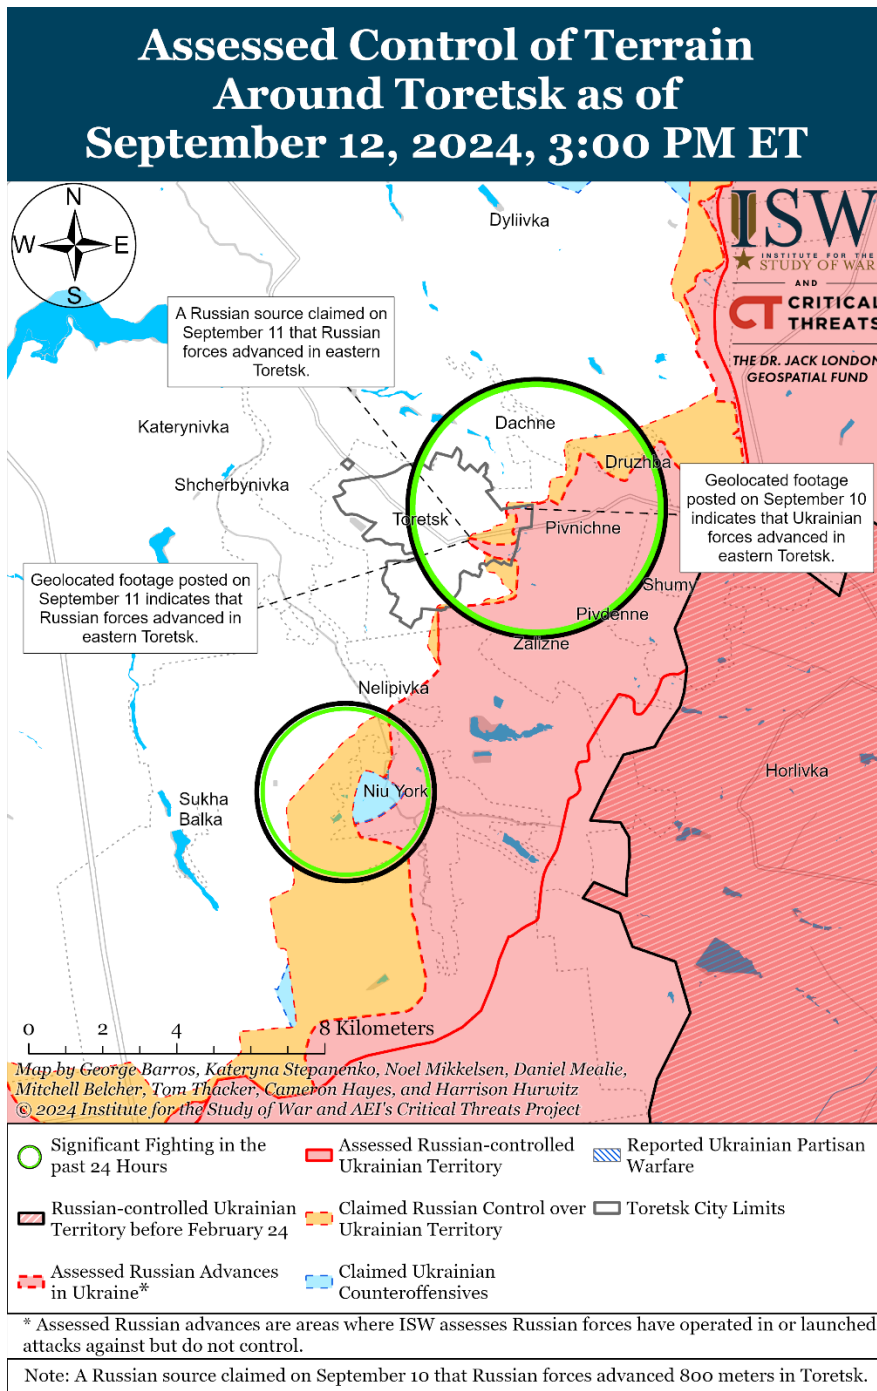 Assessed Control of Terrain
Around Toretsk as of
September 12, 2024, 3:00 PM ET
N
W
E
S
ISW
INSTITUTE FOR THE
STUDY OF WAR
AND
CT CRITICAL
THREATS
THE DR. JACK LONDON
GEOSPATIAL FUND
Dyliivka
A Russian source claimed on
September 11 that Russian
forces advanced in eastern
Toretsk.
Katerynivka
Dachne
Shcherbynivka
Druzhba
Geolocated footage
posted on September 10
indicates that Ukrainian
forces advanced in
eastern Toretsk.
Toretsk
Pivnichne
Geolocated footage posted on
September 11 indicates that
Russian forces advanced in
eastern Toretsk.
Shumy
Pivdenne
Zalizne
Nelipivka
Horlivka
Niu York
Sukha
Balka
0 2 4 8 Kilometers
Map by George Barros, Kateryna Stepanenko, Noel Mikkelsen, Daniel Mealie,
Mitchell Belcher, Tom Thacker, Cameron Hayes, and Harrison Hurwitz
© 2024 Institute for the Study of War and AEI's Critical Threats Project
Significant Fighting in the
past 24 Hours
Assessed Russian-controlled
Ukrainian Territory
Reported Ukrainian Partisan
Warfare
Russian-controlled Ukrainian
Territory before February 24
Claimed Russian Control over
Ukrainian Territory
Toretsk City Limits
Assessed Russian Advances
in Ukraine*
Claimed Ukrainian
Counteroffensives
* Assessed Russian advances are areas where ISW assesses Russian forces have operated in or launched
attacks against but do not control.
Note: A Russian source claimed on September 10 that Russian forces advanced 800 meters in Toretsk.